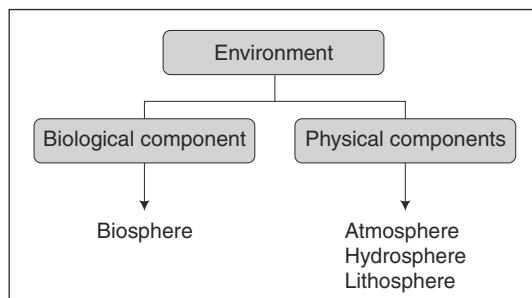 Environment
Biological component
Physical components
Biosphere
Atmosphere
Hydrosphere
Lithosphere